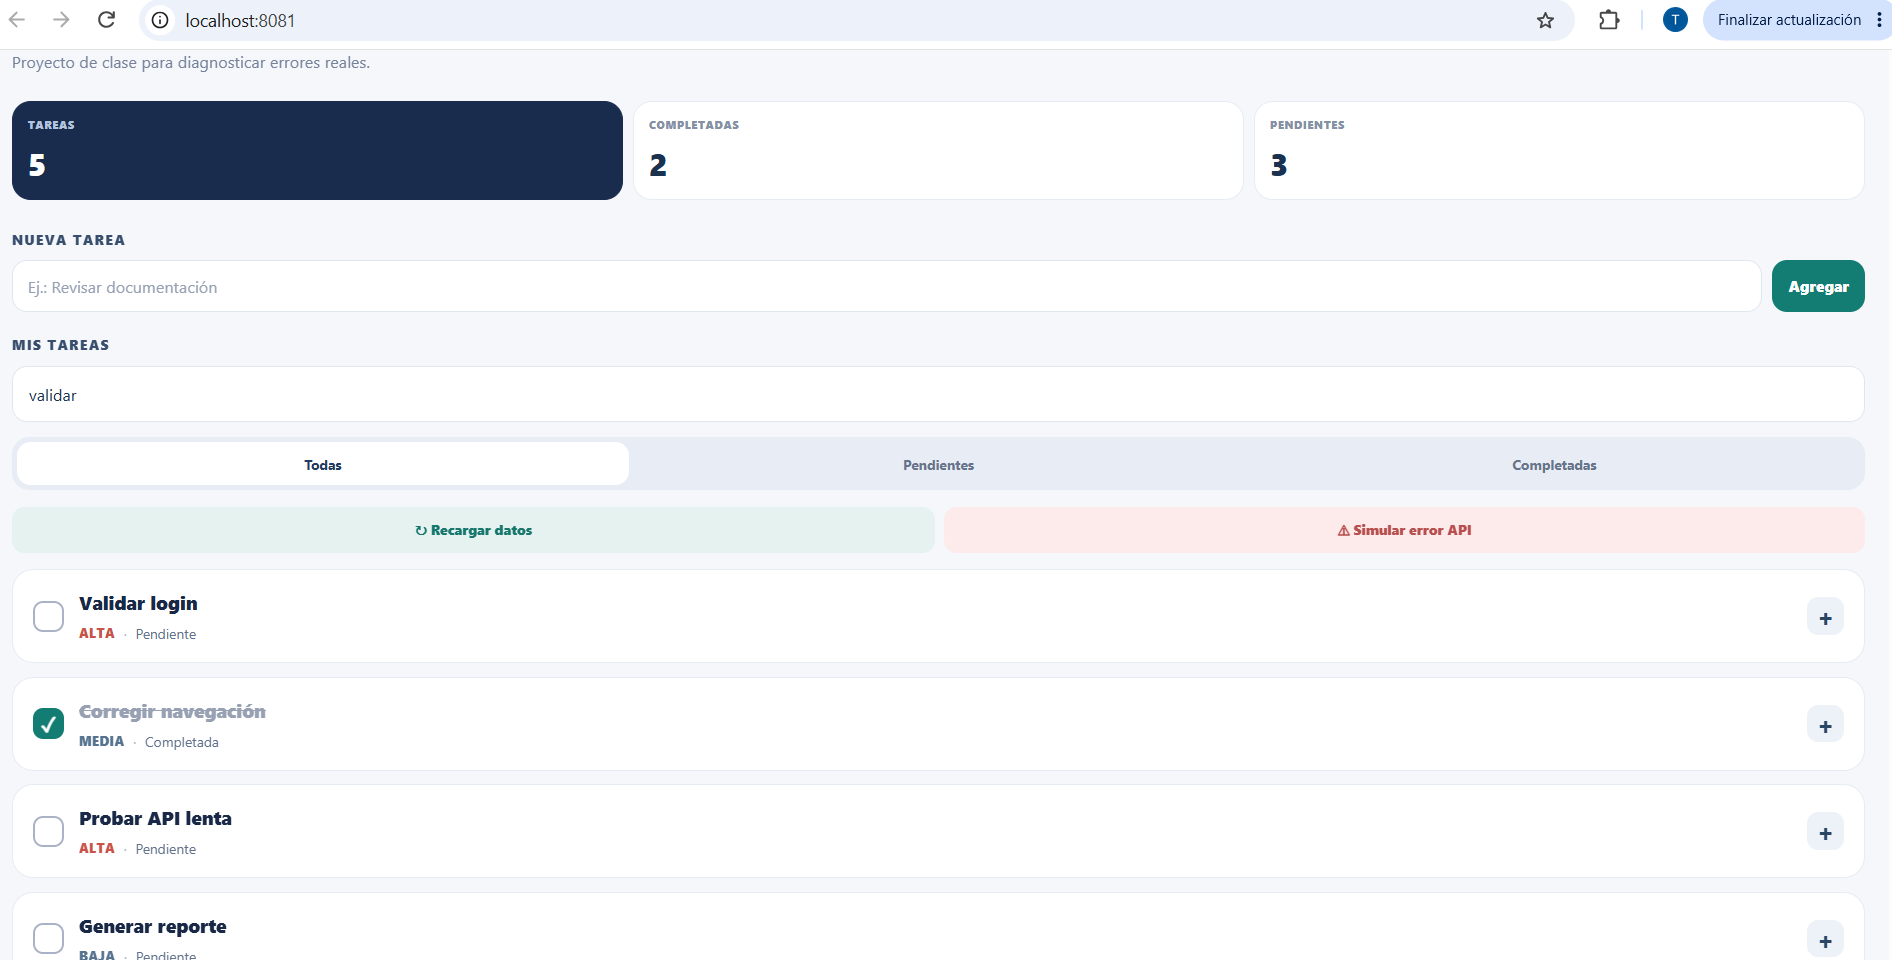 localhost:8081
T
Finalizar actualización
Proyecto de clase para diagnosticar errores reales.
TAREAS
5
COMPLETADAS
2
PENDIENTES
3
NUEVA TAREA
Ej.: Revisar documentación
Agregar
MIS TAREAS
validar
Todas
Pendientes
Completadas
↻ Recargar datos
⚠ Simular error API
Validar login
ALTA · Pendiente
+
✓
Corregir navegación
MEDIA · Completada
+
Probar API lenta
ALTA · Pendiente
+
Generar reporte
BAJA · Pendiente
+